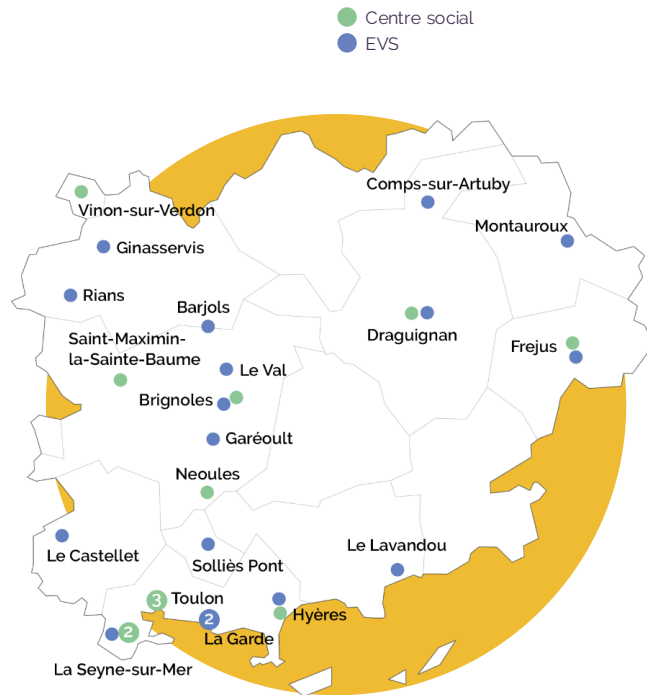 Centre social
EVS
Comps-sur-Artuby
Vinon-sur-Verdon
Montauroux
Ginasservis
Rians
Barjols
Saint-Maximin-
la-Sainte-Baume
Draguignan
Frejus
Le Val
Brignoles
Garéoult
Neoules
Le Castellet
Solliès Pont
Le Lavandou
3
Toulon
2
Hyères
La Garde
2
La Seyne-sur-Mer